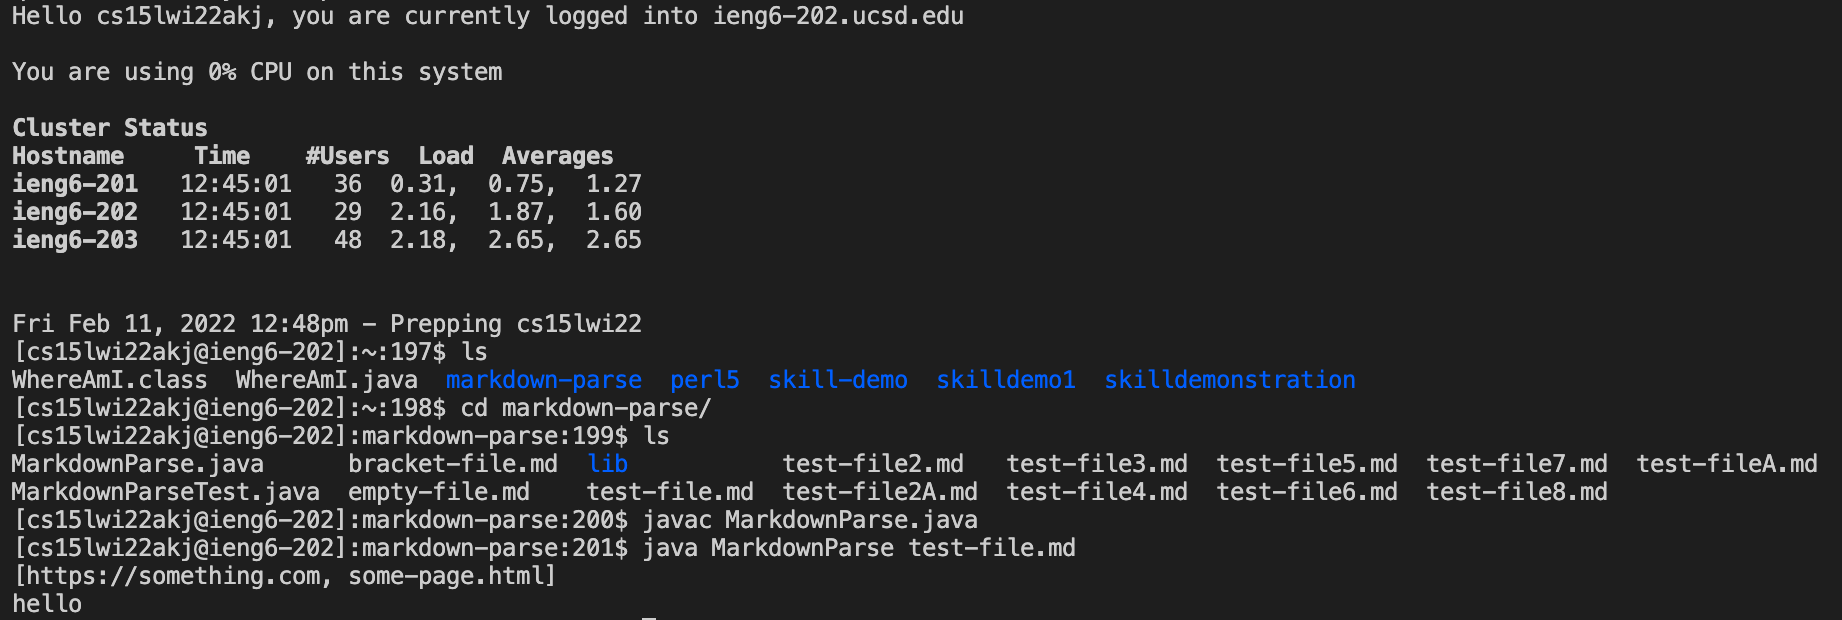 Hello cs15lwi22akj, you are currently logged into ieng6-202.ucsd.edu
You are using 0% CPU on this system
Cluster Status
Hostname     Time    #Users  Load  Averages
ieng6-201   12:45:01   36  0.31,  0.75,  1.27
ieng6-202   12:45:01   29  2.16,  1.87,  1.60
ieng6-203   12:45:01   48  2.18,  2.65,  2.65
Fri Feb 11, 2022 12:48pm - Prepping cs15lwi22
[cs15lwi22akj@ieng6-202]:~:197$ ls
WhereAmI.class  WhereAmI.java  markdown-parse  perl5  skill-demo  skilldemo1  skilldemonstration
[cs15lwi22akj@ieng6-202]:~:198$ cd markdown-parse/
[cs15lwi22akj@ieng6-202]:markdown-parse:199$ ls
MarkdownParse.java      bracket-file.md  lib           test-file2.md   test-file3.md  test-file5.md  test-file7.md  test-fileA.md
MarkdownParseTest.java  empty-file.md    test-file.md  test-file2A.md  test-file4.md  test-file6.md  test-file8.md
[cs15lwi22akj@ieng6-202]:markdown-parse:200$ javac MarkdownParse.java
[cs15lwi22akj@ieng6-202]:markdown-parse:201$ java MarkdownParse test-file.md
[https://something.com, some-page.html]
hello